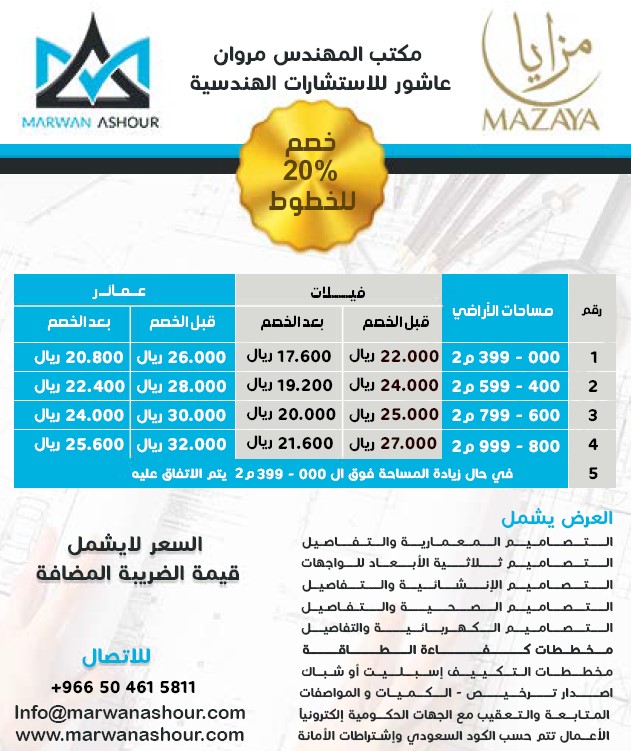 MARWAN ASHOUR
مكتب المهندس مروان
عاشور للاستشارات الهندسية
مزايا
MAZAYA
خصم
20%
للخطوط
رقم مساحات الأراضي فيلات عمائر
قبل الخصم بعد الخصم قبل الخصم بعد الخصم
1 000 - 399 م2 22.000 ريال 17.600 ريال 26.000 ريال 20.800 ريال
2 400 - 599 م2 24.000 ريال 19.200 ريال 28.000 ريال 22.400 ريال
3 600 - 799 م2 25.000 ريال 20.000 ريال 30.000 ريال 24.000 ريال
4 800 - 999 م2 27.000 ريال 21.600 ريال 32.000 ريال 25.600 ريال
5 في حال زيادة المساحة فوق ال 000 - 399 م2 يتم الاتفاق عليه
العرض يشمل
التصاميم المعمارية والتفاصيل
التصاميم ثلاثية الأبعاد للواجهات
التصاميم الإنشائية والتفاصيل
التصاميم الصحية والتفاصيل
التصاميم الكهربائية والتفاصيل
مخططات كفاءة الطاقة
مخططات التكييف إسبليت أو شباك
اصدار ترخيص - الكميات و المواصفات
المتابعة والتعقيب مع الجهات الحكومية إلكترونياً
الأعمال تتم حسب الكود السعودي وإشتراطات الأمانة
السعر لايشمل
قيمة الضريبة المضافة
للاتصال
+966 50 461 5811
Info@marwanashour.com
www.marwanashour.com